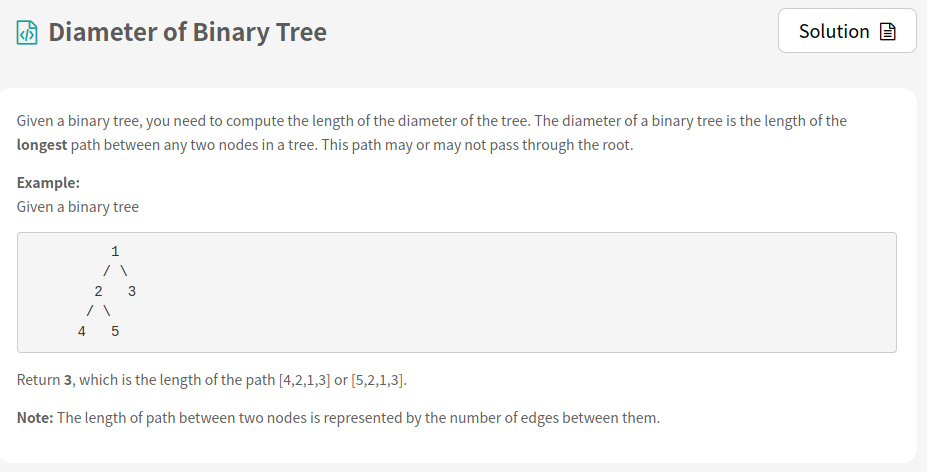 Diameter of Binary Tree
Solution
Given a binary tree, you need to compute the length of the diameter of the tree. The diameter of a binary tree is the length of the
longest path between any two nodes in a tree. This path may or may not pass through the root.
Example:
Given a binary tree
1
/ \
2 3
/ \
4 5
Return 3, which is the length of the path [4,2,1,3] or [5,2,1,3].
Note: The length of path between two nodes is represented by the number of edges between them.